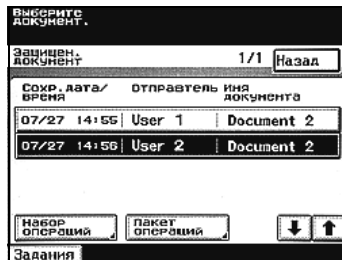 Выберите
документ.
Защищен.
документ
1/1 Назад
Сохр.дата/
время
Отправтель
Имя
документа
07/27 14:55 User 1 Document 2
07/27 14:56 User 2 Document 2
Набор
операций
Пакет
операций
Задания